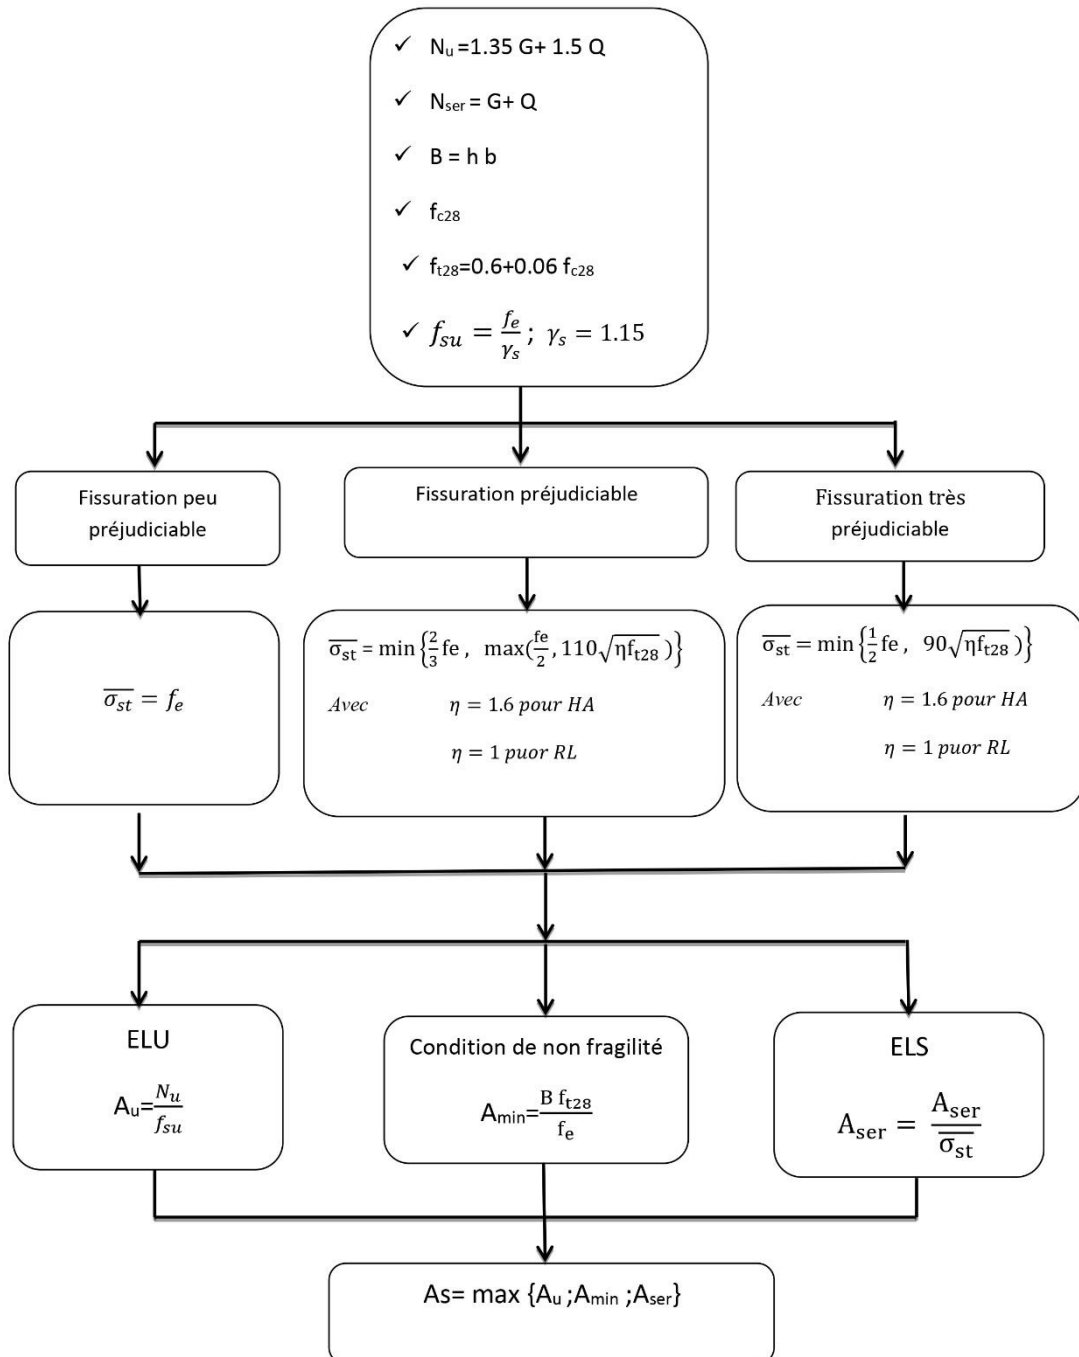 ✓ Nu =1.35 G+ 1.5 Q
✓ Nser = G+ Q
✓ B = h b
✓ fc28
✓ ft28=0.6+0.06 fc28
✓ fsu = fe/γs ; γs = 1.15
Fissuration peu
préjudiciable
Fissuration préjudiciable
Fissuration très
préjudiciable
σst̅ = fe
σst̅ = min {2/3 fe , max(fe/2, 110√ηft28 )}
Avec η = 1.6 pour HA
η = 1 puor RL
σst̅ = min {1/2 fe , 90√ηft28 )}
Avec η = 1.6 pour HA
η = 1 puor RL
ELU
Au=Nu/fsu
Condition de non fragilité
Amin=B ft28/fe
ELS
Aser = Aser/σst̅
As= max {Au ;Amin ;Aser}